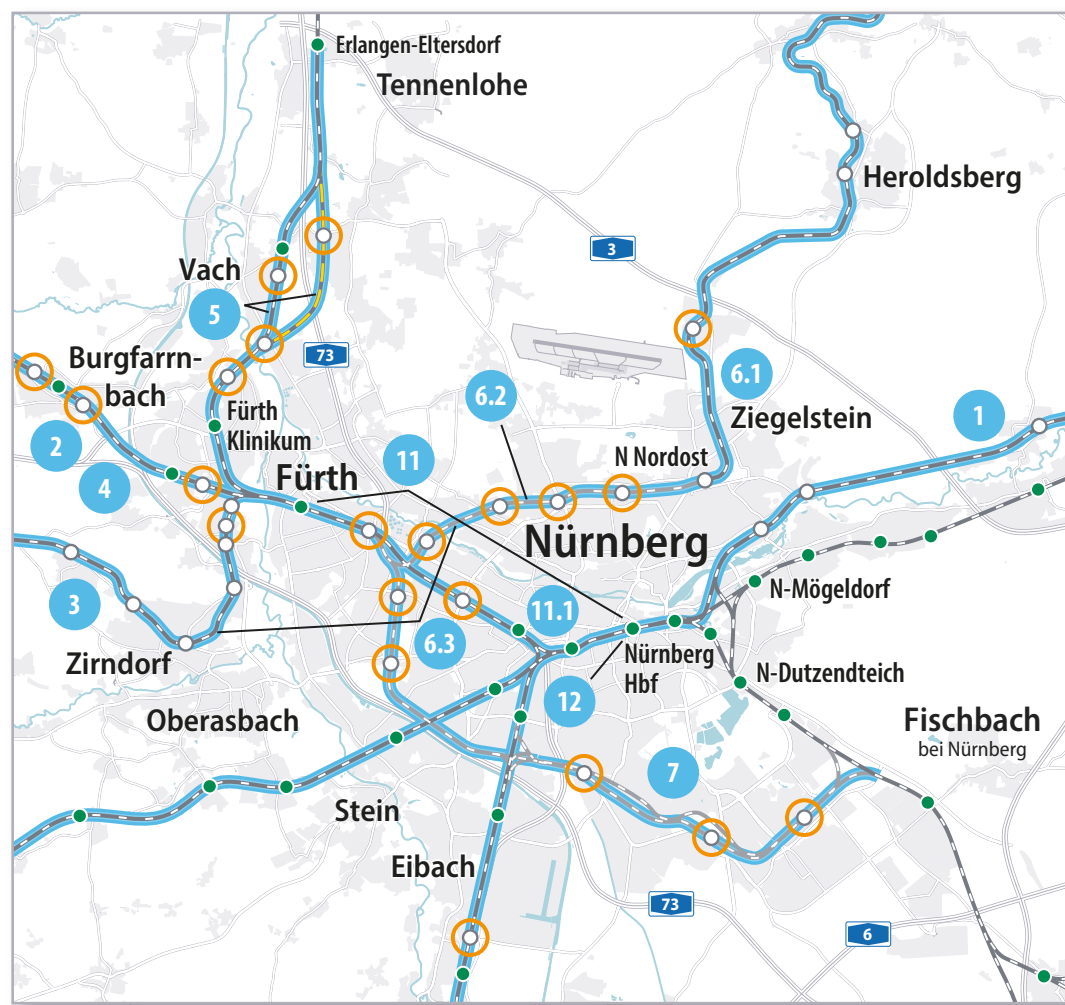 Erlangen-Eltersdorf
Tennenlohe
Heroldsberg
3
Vach
5
73
Burgfarrn-
bach
6.1
6.2
Ziegelstein
1
Fürth
Klinikum
2
11
N Nordost
4
Fürth
Nürnberg
3
N-Mögeldorf
11.1
6.3
Zirndorf
Nürnberg
Hbf
N-Dutzendteich
12
Oberasbach
Fischbach
bei Nürnberg
7
Stein
Eibach
73
6